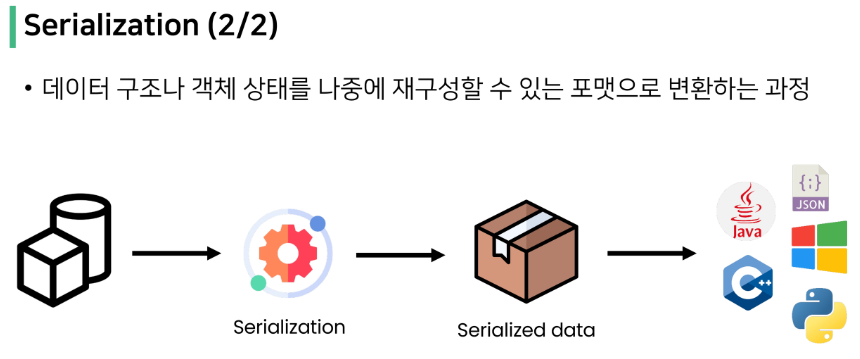 Serialization (2/2)
• 데이터 구조나 객체 상태를 나중에 재구성할 수 있는 포맷으로 변환하는 과정
{;}
JSON
Java
C++
Serialization
Serialized data